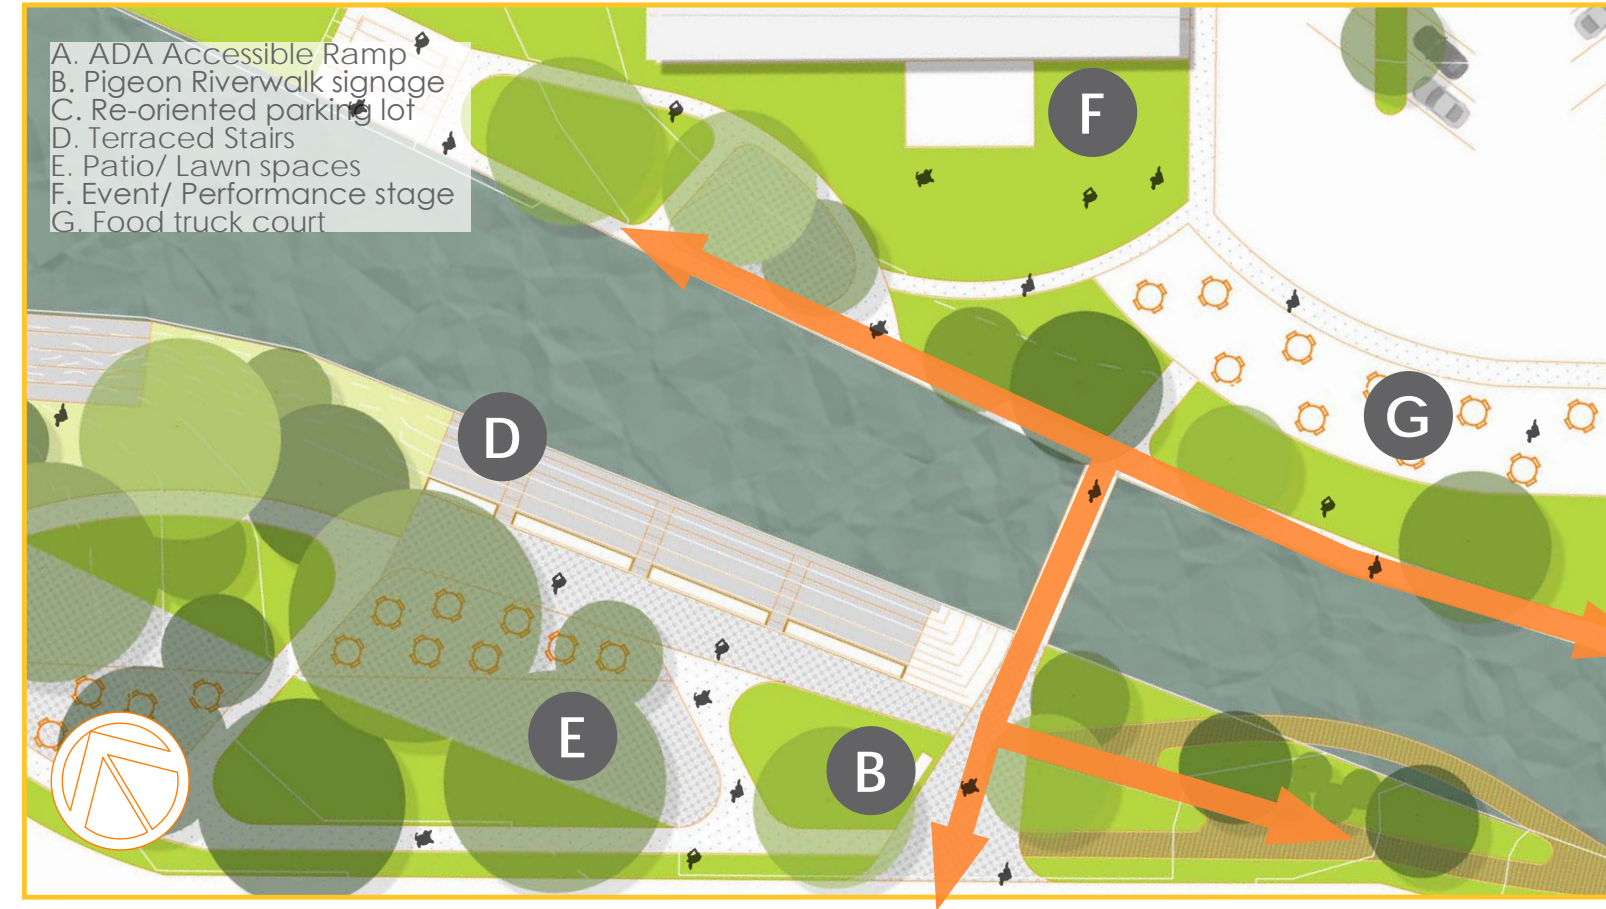 A. ADA Accessible Ramp
B. Pigeon Riverwalk signage
C. Re-oriented parking lot
D. Terraced Stairs
E. Patio/ Lawn spaces
F. Event/ Performance stage
G. Food truck court
F
G
D
E
B